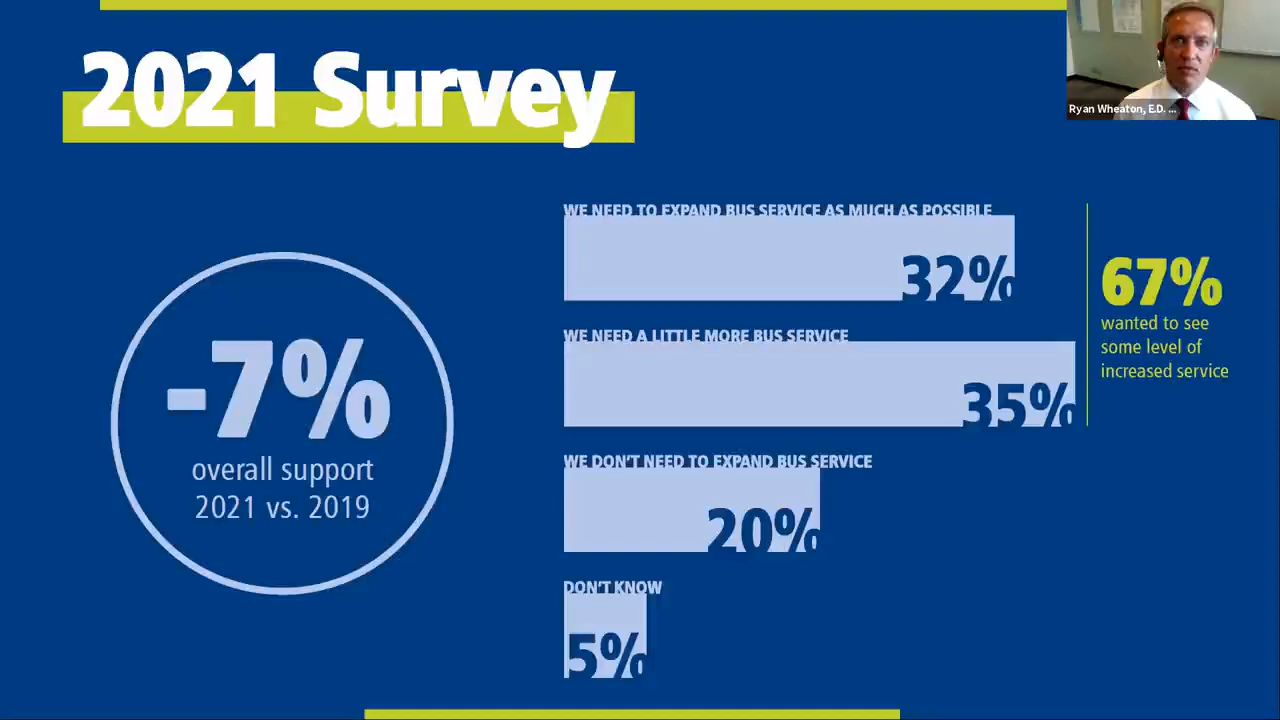 2021 Survey
Ryan Wheaton, E.D. ...
-7%
overall support
2021 vs. 2019
WE NEED TO EXPAND BUS SERVICE AS MUCH AS POSSIBLE
32%
WE NEED A LITTLE MORE BUS SERVICE
35%
WE DON'T NEED TO EXPAND BUS SERVICE
20%
DON'T KNOW
5%
67%
wanted to see
some level of
increased service